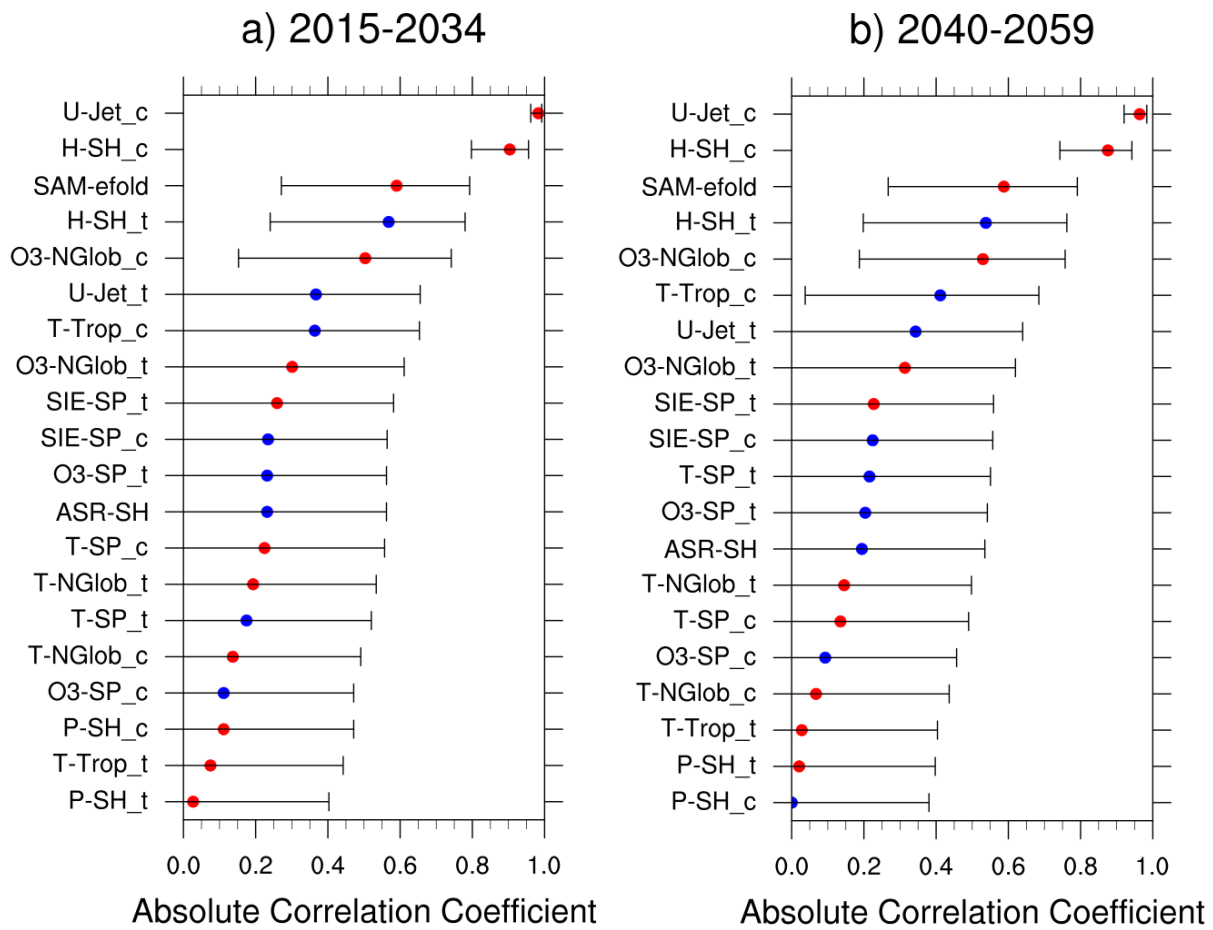 a) 2015-2034
U-Jet_c
H-SH_c
SAM-efold
H-SH_t
O3-NGlob_c
U-Jet_t
T-Trop_c
O3-NGlob_t
SIE-SP_t
SIE-SP_c
O3-SP_t
ASR-SH
T-SP_c
T-NGlob_t
T-SP_t
T-NGlob_c
O3-SP_c
P-SH_c
T-Trop_t
P-SH_t
0.0 0.2 0.4 0.6 0.8 1.0
Absolute Correlation Coefficient
b) 2040-2059
U-Jet_c
H-SH_c
SAM-efold
H-SH_t
O3-NGlob_c
T-Trop_c
U-Jet_t
O3-NGlob_t
SIE-SP_t
SIE-SP_c
T-SP_t
O3-SP_t
ASR-SH
T-NGlob_t
T-SP_c
O3-SP_c
T-NGlob_c
T-Trop_t
P-SH_t
P-SH_c
0.0 0.2 0.4 0.6 0.8 1.0
Absolute Correlation Coefficient